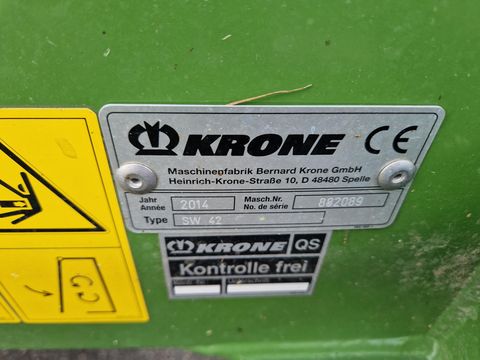 KRONE CE
Maschinenfabrik Bernard Krone GmbH
Heinrich-Krone-Straße 10, D 48480 Spelle
Jahr Année 2014 Masch.Nr. No. de série 882089
Type SW 42
KRONE QS
Kontrolle frei